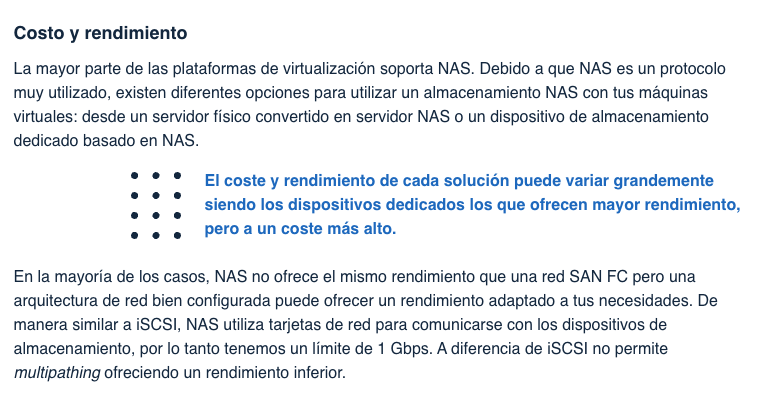 Costo y rendimiento
La mayor parte de las plataformas de virtualización soporta NAS. Debido a que NAS es un protocolo
muy utilizado, existen diferentes opciones para utilizar un almacenamiento NAS con tus máquinas
virtuales: desde un servidor físico convertido en servidor NAS o un dispositivo de almacenamiento
dedicado basado en NAS.
El coste y rendimiento de cada solución puede variar grandemente
siendo los dispositivos dedicados los que ofrecen mayor rendimiento,
pero a un coste más alto.
En la mayoría de los casos, NAS no ofrece el mismo rendimiento que una red SAN FC pero una
arquitectura de red bien configurada puede ofrecer un rendimiento adaptado a tus necesidades. De
manera similar a iSCSI, NAS utiliza tarjetas de red para comunicarse con los dispositivos de
almacenamiento, por lo tanto tenemos un límite de 1 Gbps. A diferencia de iSCSI no permite
multipathing ofreciendo un rendimiento inferior.